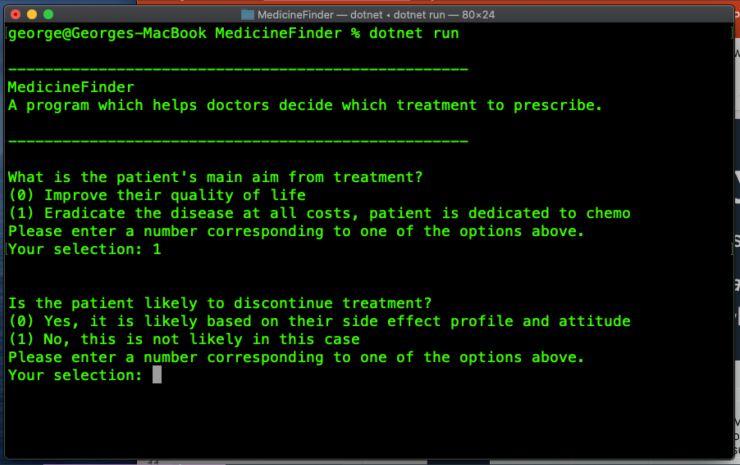 MedicineFinder — dotnet • dotnet run — 80×24
george@Georges-MacBook MedicineFinder % dotnet run
---------------------------------------------------
MedicineFinder
A program which helps doctors decide which treatment to prescribe.
---------------------------------------------------
What is the patient's main aim from treatment?
(0) Improve their quality of life
(1) Eradicate the disease at all costs, patient is dedicated to chemo
Please enter a number corresponding to one of the options above.
Your selection: 1
Is the patient likely to discontinue treatment?
(0) Yes, it is likely based on their side effect profile and attitude
(1) No, this is not likely in this case
Please enter a number corresponding to one of the options above.
Your selection: